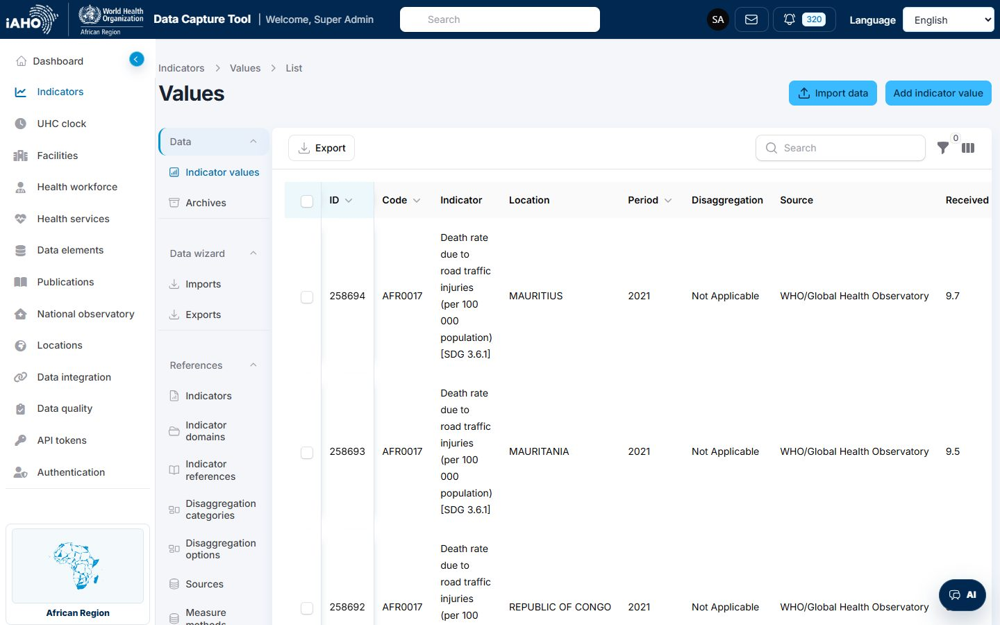 iAHO
World Health
Organization
African Region
Data Capture Tool
Welcome, Super Admin
Search
SA
320
Language
English
Dashboard
Indicators
UHC clock
Facilities
Health workforce
Health services
Data elements
Publications
National observatory
Locations
Data integration
Data quality
API tokens
Authentication
African Region
Indicators
Values
List
Values
Import data
Add indicator value
Data
Indicator values
Archives
Data wizard
Imports
Exports
References
Indicators
Indicator
domains
Indicator
references
Disaggregation
categories
Disaggregation
options
Sources
Measure
methods
Export
Search
0
ID
Code
Indicator
Location
Period
Disaggregation
Source
Received
Death rate
due to
road traffic
injuries
(per 100
000
population)
[SDG 3.6.1]
258694
AFR0017
MAURITIUS
2021
Not Applicable
WHO/Global Health Observatory
9.7
Death rate
due to
road traffic
injuries
(per 100
000
population)
[SDG 3.6.1]
258693
AFR0017
MAURITANIA
2021
Not Applicable
WHO/Global Health Observatory
9.5
Death rate
due to
road traffic
injuries
(per 100
258692
AFR0017
REPUBLIC OF CONGO
2021
Not Applicable
WHO/Global Health Observatory
AI